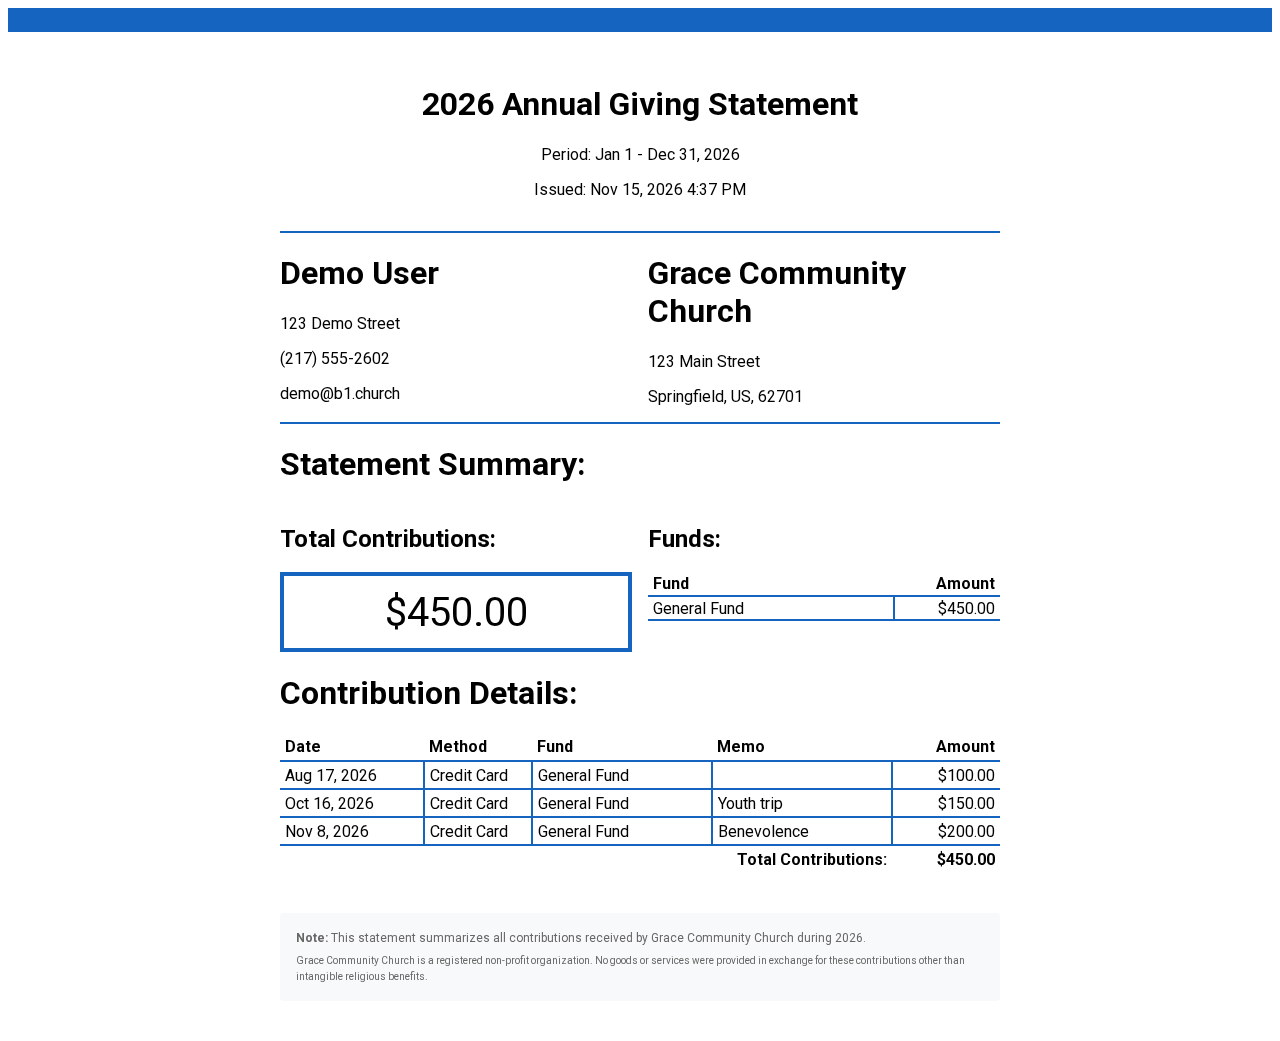 2026 Annual Giving Statement
Period: Jan 1 - Dec 31, 2026
Issued: Nov 15, 2026 4:37 PM
Demo User
123 Demo Street
(217) 555-2602
demo@b1.church
Grace Community
Church
123 Main Street
Springfield, US, 62701
Statement Summary:
Total Contributions:
$450.00
Funds:
Fund Amount
General Fund $450.00
Contribution Details:
Date Method Fund Memo Amount
Aug 17, 2026 Credit Card General Fund $100.00
Oct 16, 2026 Credit Card General Fund Youth trip $150.00
Nov 8, 2026 Credit Card General Fund Benevolence $200.00
Total Contributions: $450.00
Note: This statement summarizes all contributions received by Grace Community Church during 2026.
Grace Community Church is a registered non-profit organization. No goods or services were provided in exchange for these contributions other than
intangible religious benefits.